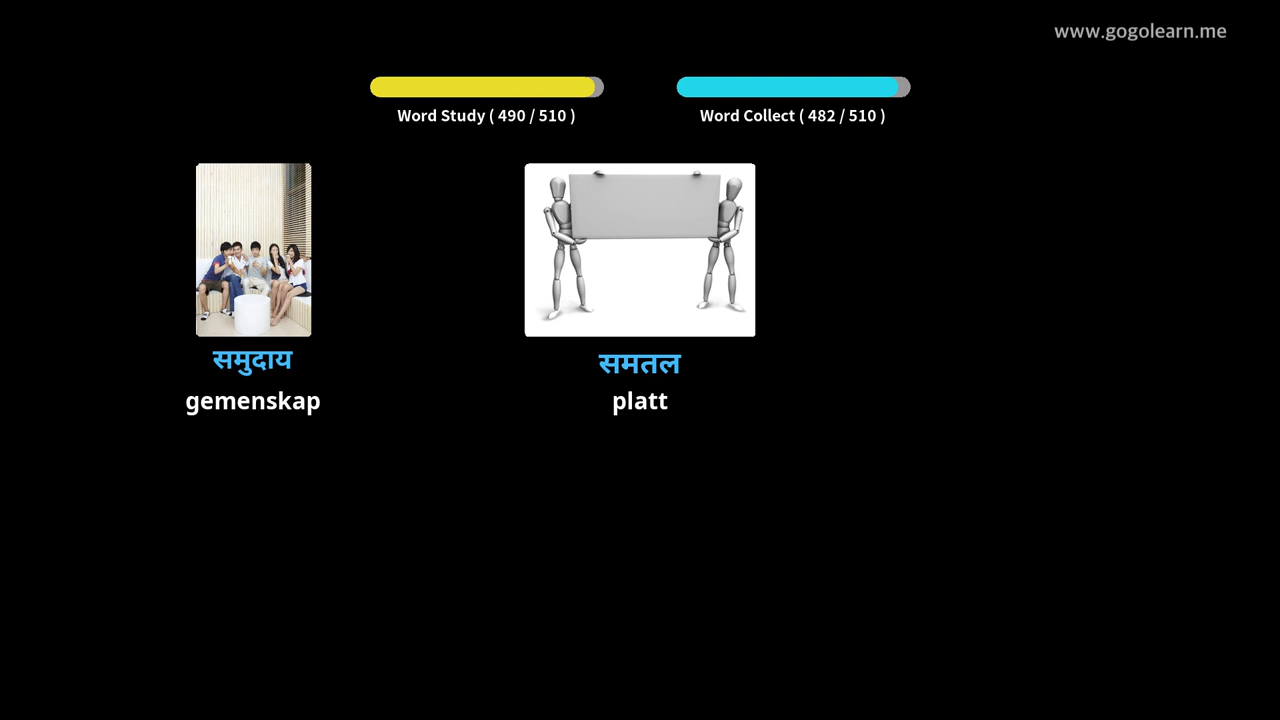 www.gogolearn.me
Word Study ( 490 / 510 )
Word Collect ( 482 / 510 )
समुदाय
gemenskap
समतल
platt